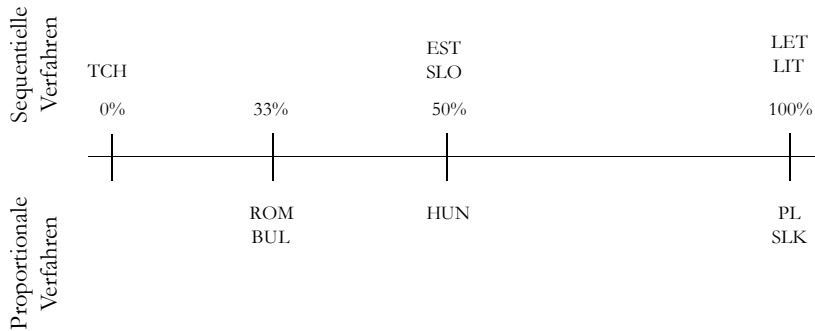 Sequentielle
Verfahren
EST
LET
TCH
SLO
LIT
0%
33%
50%
100%
Proportionale
Verfahren
ROM
HUN
PL
BUL
SLK